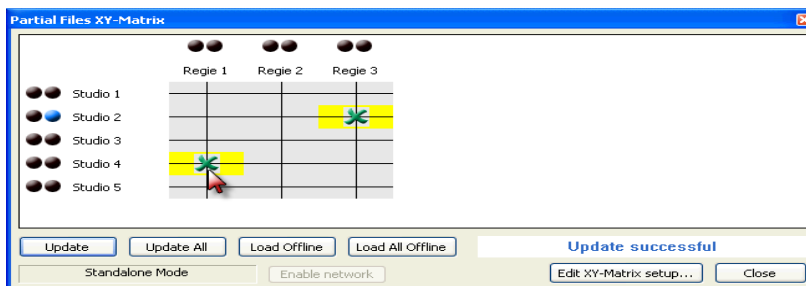 Partial Files XY-Matrix
Regie 1 Regie 2 Regie 3
Studio 1
Studio 2
Studio 3
Studio 4
Studio 5
Update Update All Load Offline Load All Offline Update successful
Standalone Mode Enable network Edit XY-Matrix setup... Close